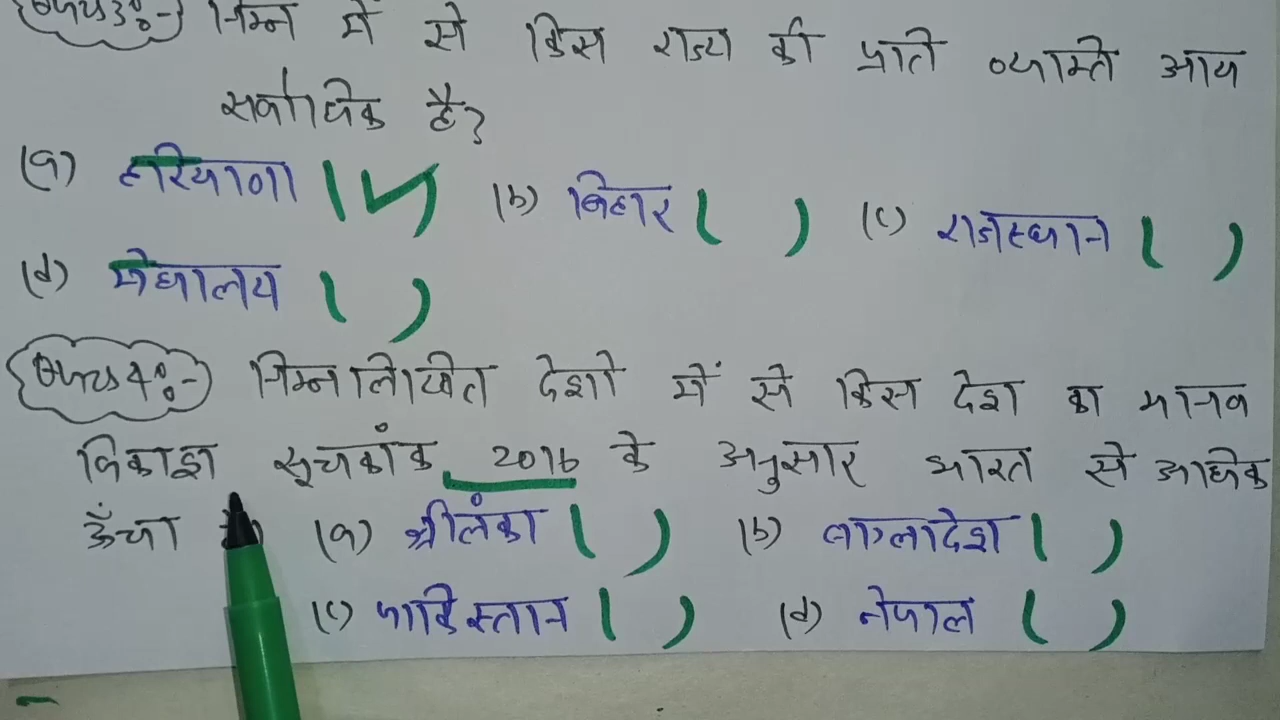 प्रश्न3:- निम्न में से किस राज्य की प्रति व्यक्ति आय
सर्वाधिक है?
(a) हरियाणा ( ✓ ) (b) बिहार ( ) (c) राजस्थान ( )
(d) मेघालय ( )
प्रश्न4:- निम्नलिखित देशो में से किस देश का मानव
विकास सूचकांक 2016 के अनुसार भारत से अधिक
ऊँचा (a) श्रीलंका ( ) (b) बाग्लादेश ( )
(c) पाकिस्तान ( ) (d) नेपाल ( )